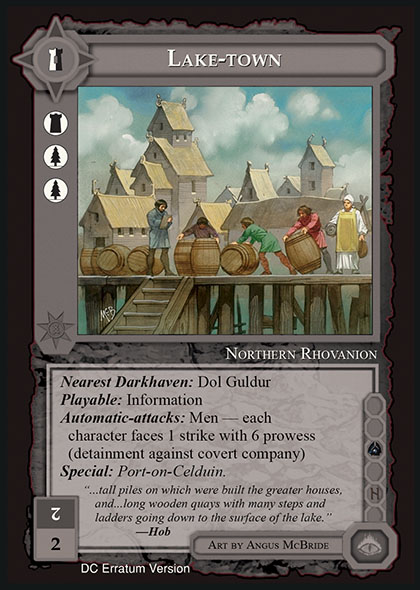 LAKE-TOWN
McB
NORTHERN RHOVANION
Nearest Darkhaven: Dol Guldur
Playable: Information
Automatic-attacks: Men — each
character faces 1 strike with 6 prowess
(detainment against covert company)
Special: Port-on-Celduin.
“...tall piles on which were built the greater houses,
and...long wooden quays with many steps and
ladders going down to the surface of the lake.”
—Hob
2
2
ART BY ANGUS MCBRIDE
DC Erratum Version